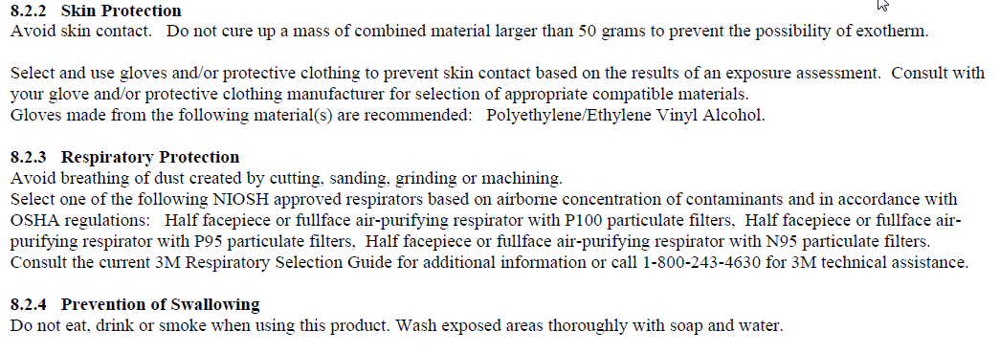 8.2.2 Skin Protection
Avoid skin contact. Do not cure up a mass of combined material larger than 50 grams to prevent the possibility of exotherm.
Select and use gloves and/or protective clothing to prevent skin contact based on the results of an exposure assessment. Consult with
your glove and/or protective clothing manufacturer for selection of appropriate compatible materials.
Gloves made from the following material(s) are recommended: Polyethylene/Ethylene Vinyl Alcohol.
8.2.3 Respiratory Protection
Avoid breathing of dust created by cutting, sanding, grinding or machining.
Select one of the following NIOSH approved respirators based on airborne concentration of contaminants and in accordance with
OSHA regulations: Half facepiece or fullface air-purifying respirator with P100 particulate filters, Half facepiece or fullface air-
purifying respirator with P95 particulate filters, Half facepiece or fullface air-purifying respirator with N95 particulate filters.
Consult the current 3M Respiratory Selection Guide for additional information or call 1-800-243-4630 for 3M technical assistance.
8.2.4 Prevention of Swallowing
Do not eat, drink or smoke when using this product. Wash exposed areas thoroughly with soap and water.